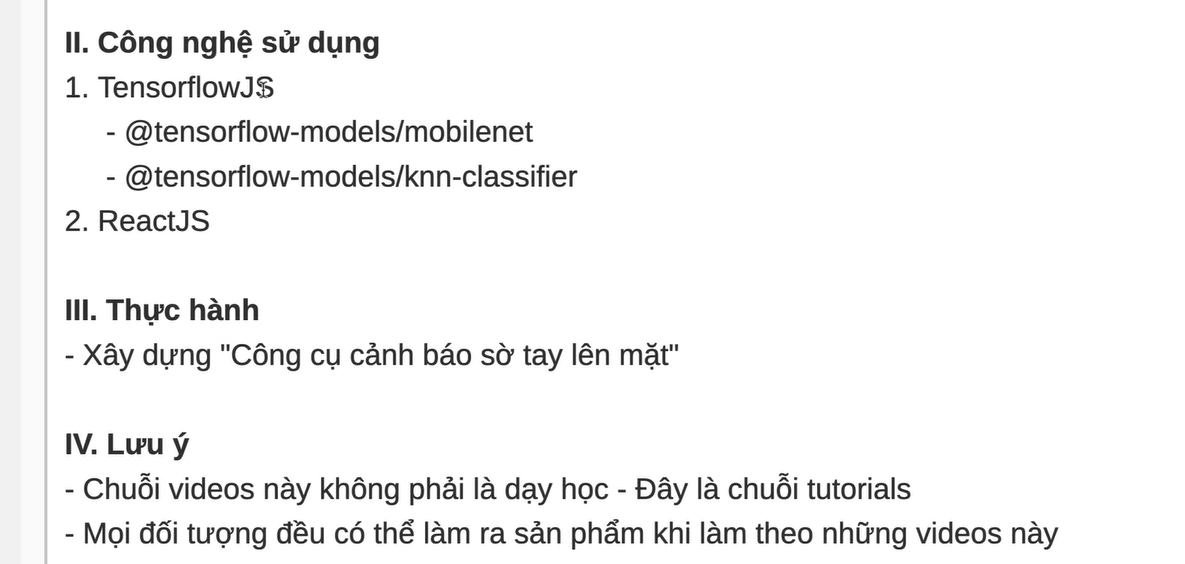 II. Công nghệ sử dụng
1. TensorflowJS
- @tensorflow-models/mobilenet
- @tensorflow-models/knn-classifier
2. ReactJS
III. Thực hành
- Xây dựng "Công cụ cảnh báo sờ tay lên mặt"
IV. Lưu ý
- Chuỗi videos này không phải là dạy học - Đây là chuỗi tutorials
- Mọi đối tượng đều có thể làm ra sản phẩm khi làm theo những videos này